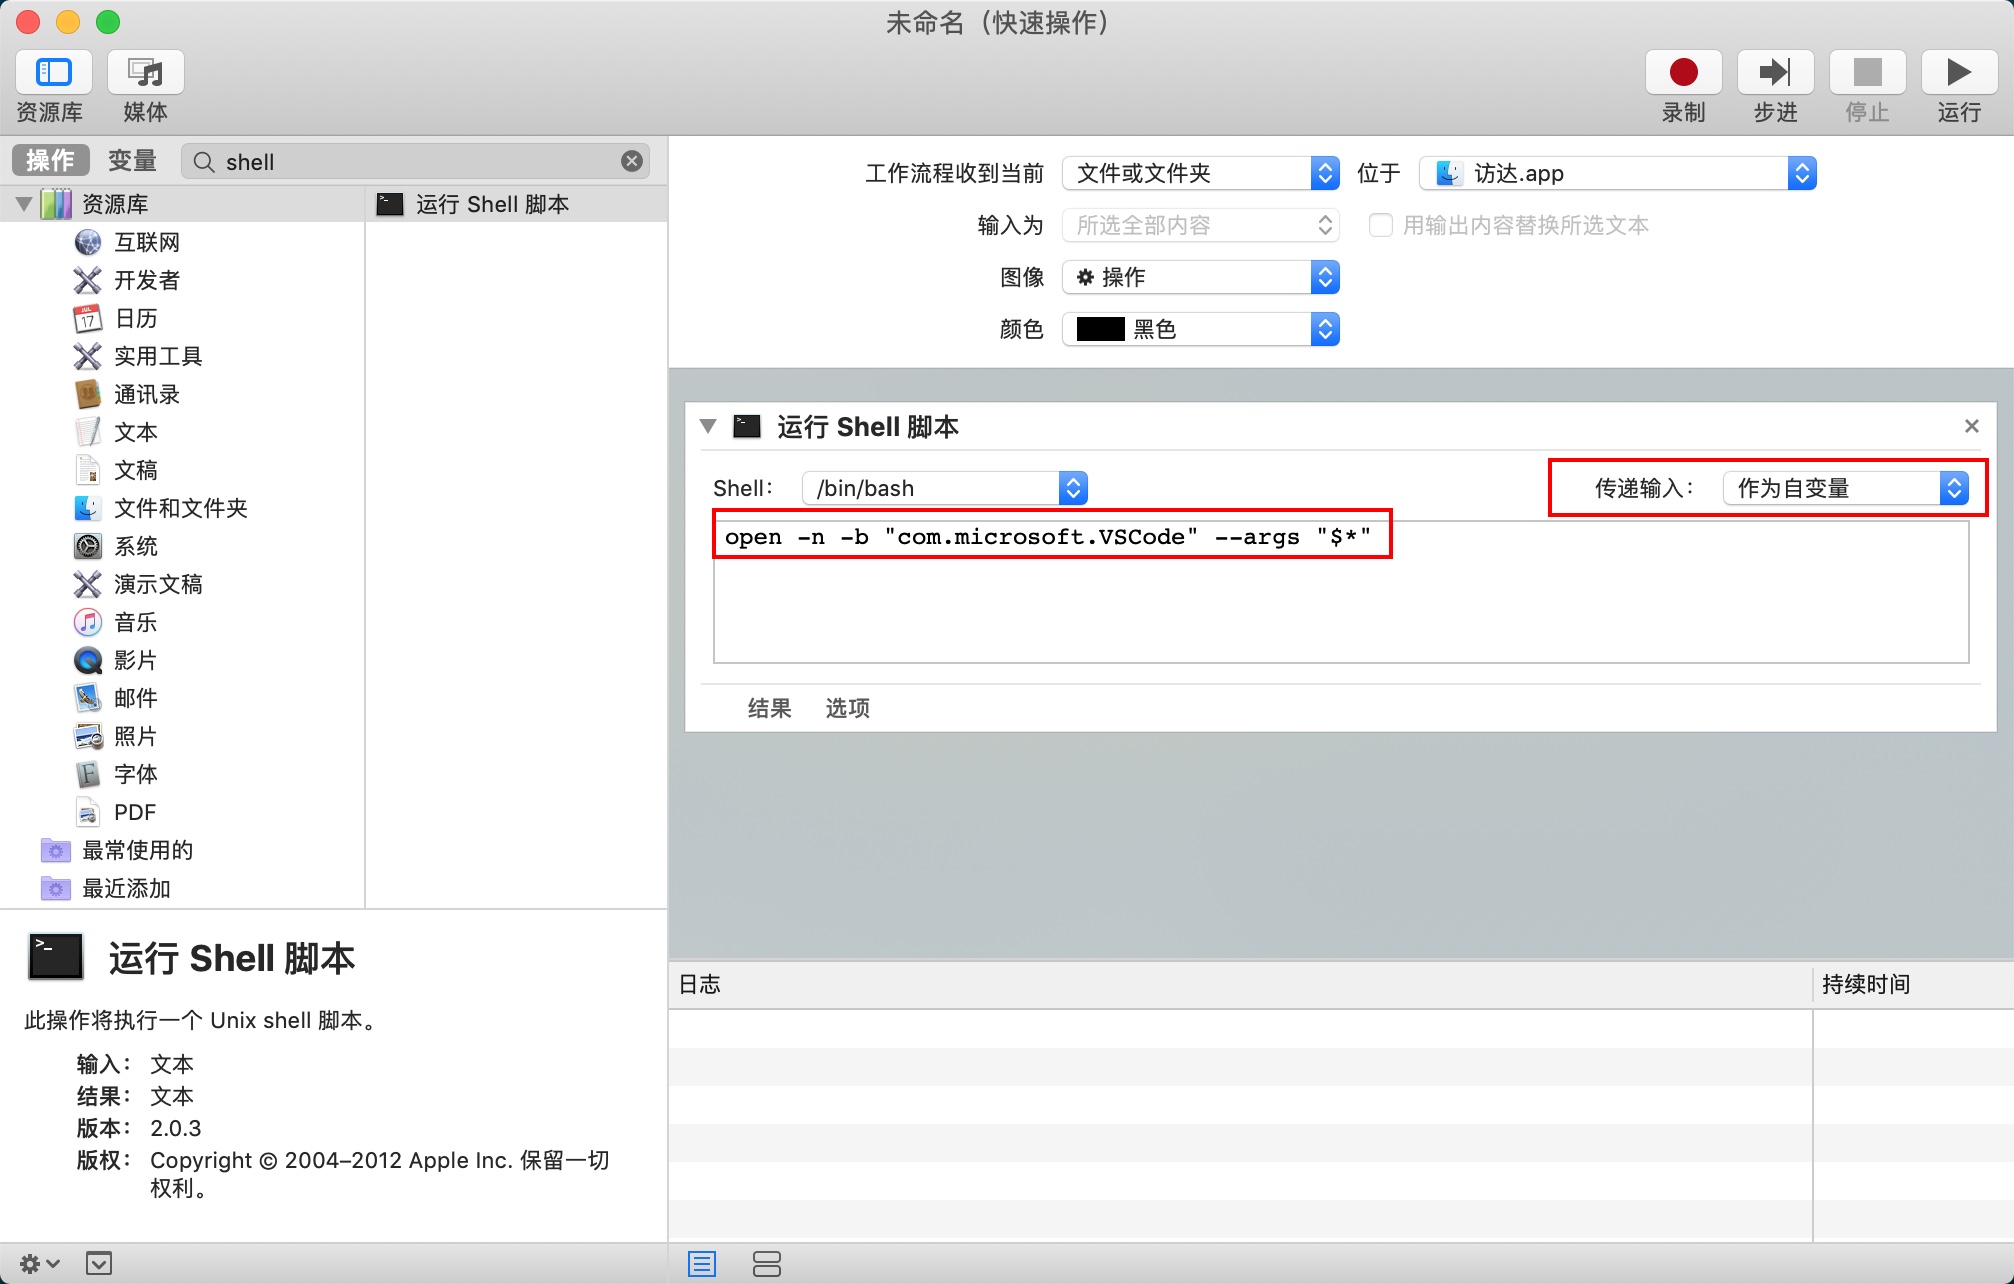 未命名（快速操作）
资源库
媒体
录制
步进
停止
运行
操作
变量
shell
资源库
互联网
开发者
JUL
17
日历
实用工具
通讯录
文本
文稿
文件和文件夹
系统
演示文稿
音乐
影片
邮件
照片
F
字体
PDF
最常使用的
最近添加
>_
运行 Shell 脚本
工作流程收到当前
文件或文件夹
位于
访达.app
输入为
所选全部内容
用输出内容替换所选文本
图像
操作
颜色
黑色
运行 Shell 脚本
Shell：
/bin/bash
传递输入：
作为自变量
open -n -b "com.microsoft.VSCode" --args "$*"
结果
选项
>_
运行 Shell 脚本
此操作将执行一个 Unix shell 脚本。
输入： 文本
结果： 文本
版本： 2.0.3
版权： Copyright © 2004–2012 Apple Inc. 保留一切
权利。
日志
持续时间